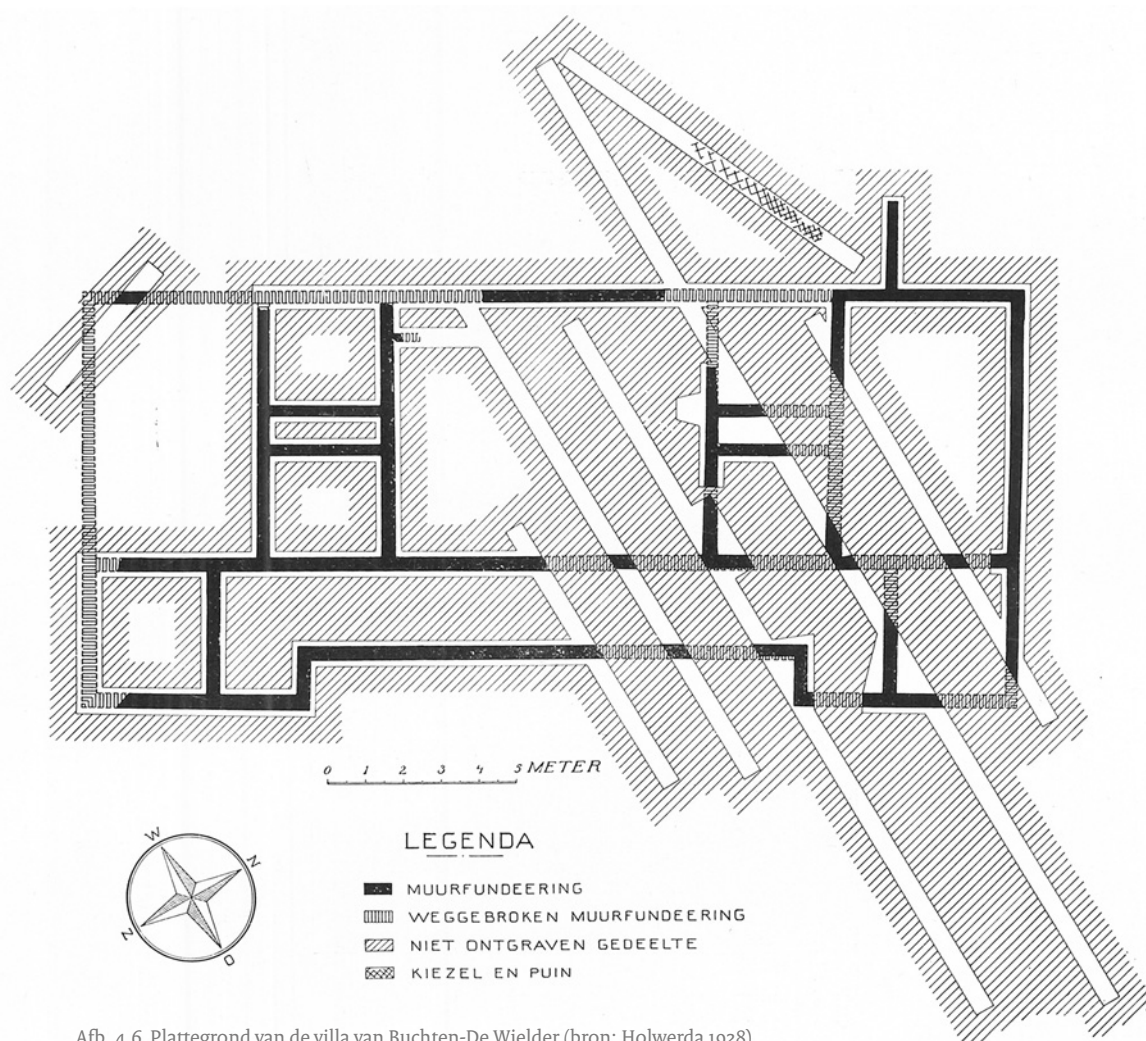 0 1 2 3 4 5 METER
W
N
Z
O
LEGENDA
MUURFUNDEERING
WEGGEBROKEN MUURFUNDEERING
NIET ONTGRAVEN GEDEELTE
KIEZEL EN PUIN
Afb. 4.6 Plattegrond van de villa van Buchten-De Wielder (bron: Holwerda 1928)